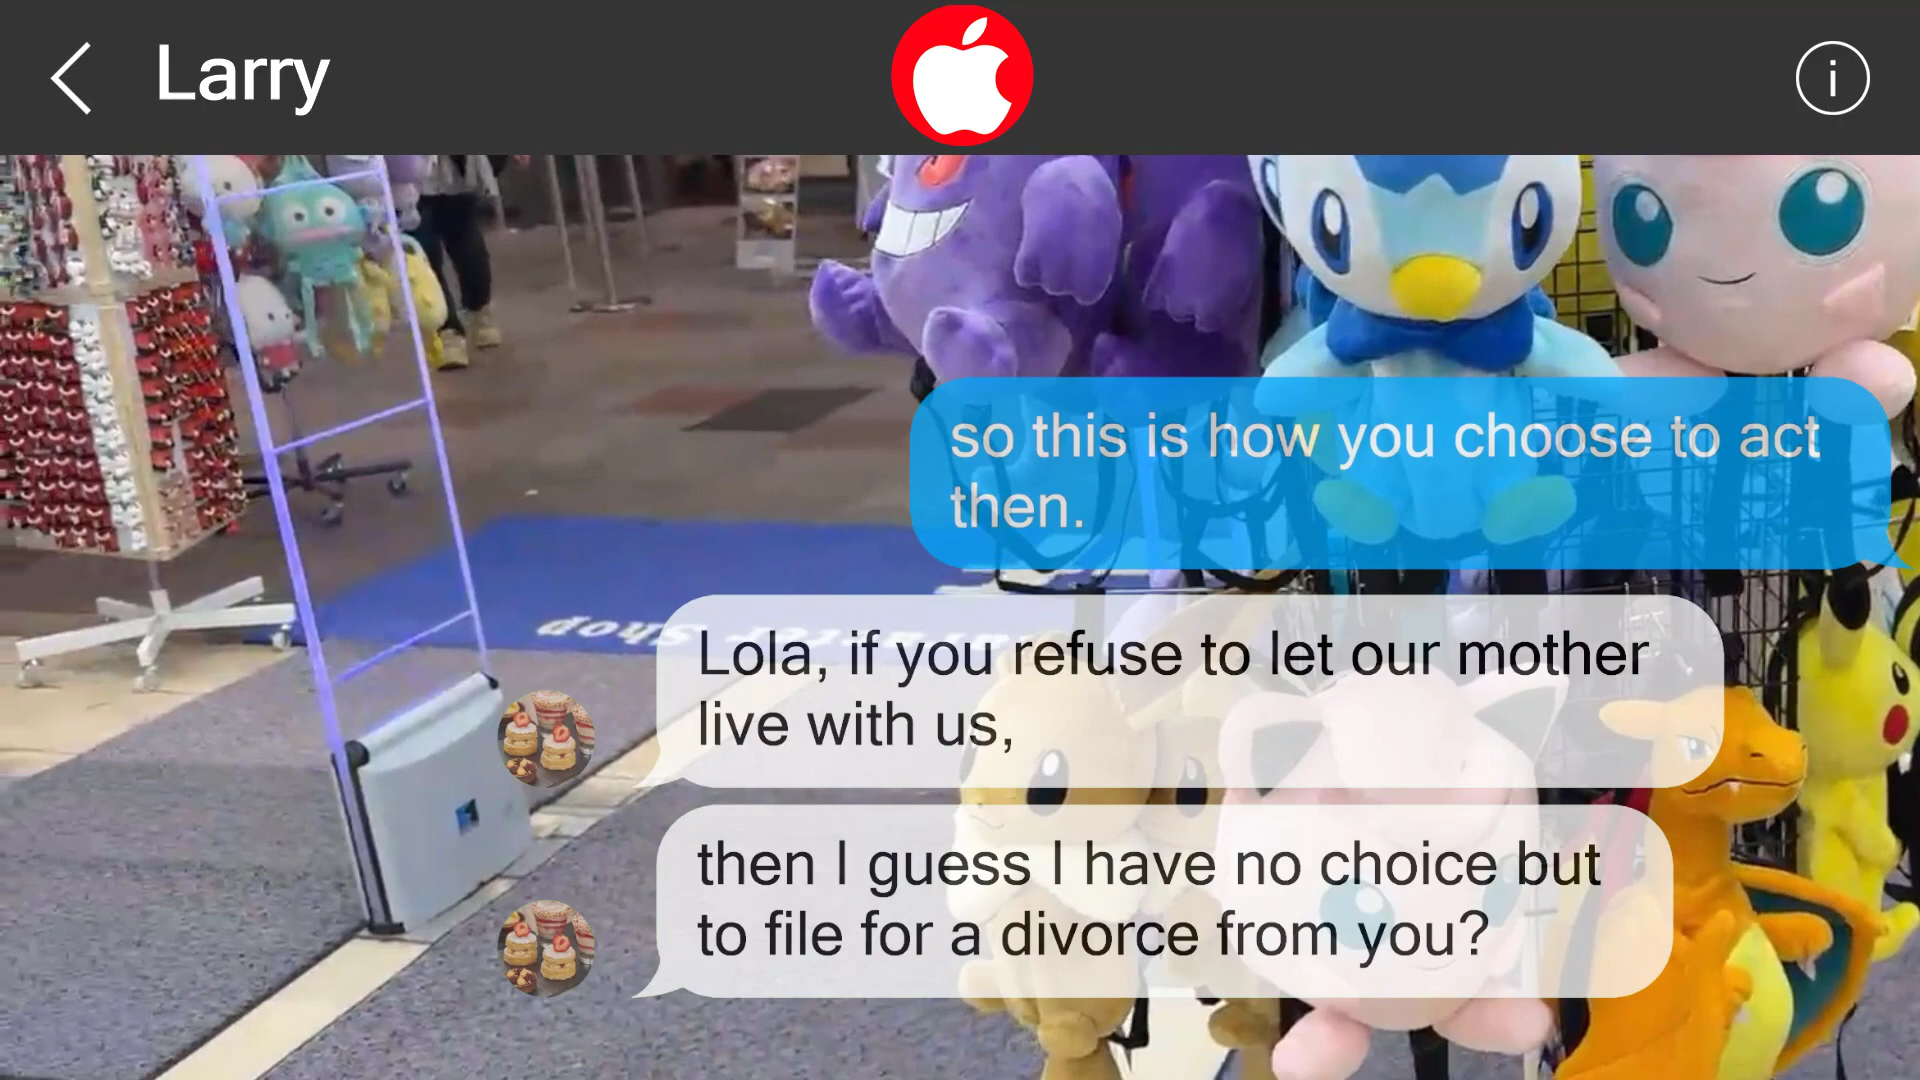 Larry
so this is how you choose to act
then.
Lola, if you refuse to let our mother
live with us,
then I guess I have no choice but
to file for a divorce from you?